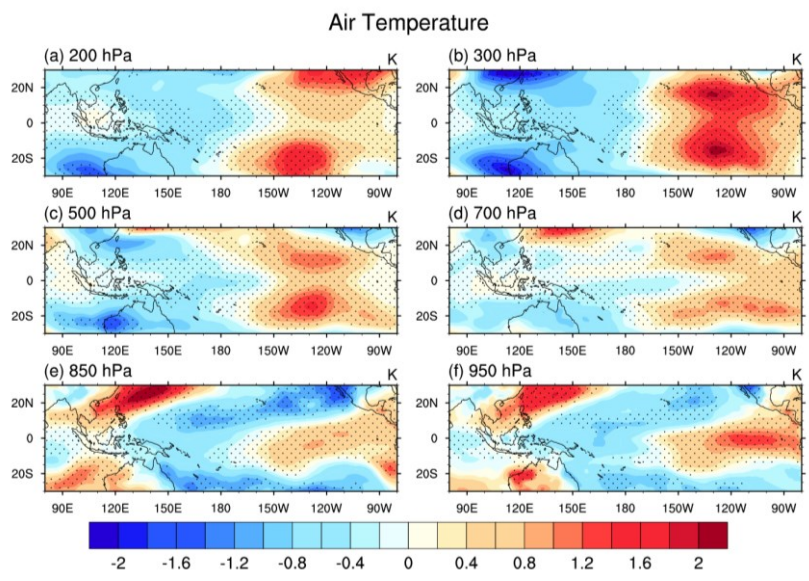 Air Temperature
(a) 200 hPa K
20N
0
20S
90E 120E 150E 180 150W 120W 90W
(b) 300 hPa K
20N
0
20S
90E 120E 150E 180 150W 120W 90W
(c) 500 hPa K
20N
0
20S
90E 120E 150E 180 150W 120W 90W
(d) 700 hPa K
20N
0
20S
90E 120E 150E 180 150W 120W 90W
(e) 850 hPa K
20N
0
20S
90E 120E 150E 180 150W 120W 90W
(f) 950 hPa K
20N
0
20S
90E 120E 150E 180 150W 120W 90W
-2 -1.6 -1.2 -0.8 -0.4 0 0.4 0.8 1.2 1.6 2